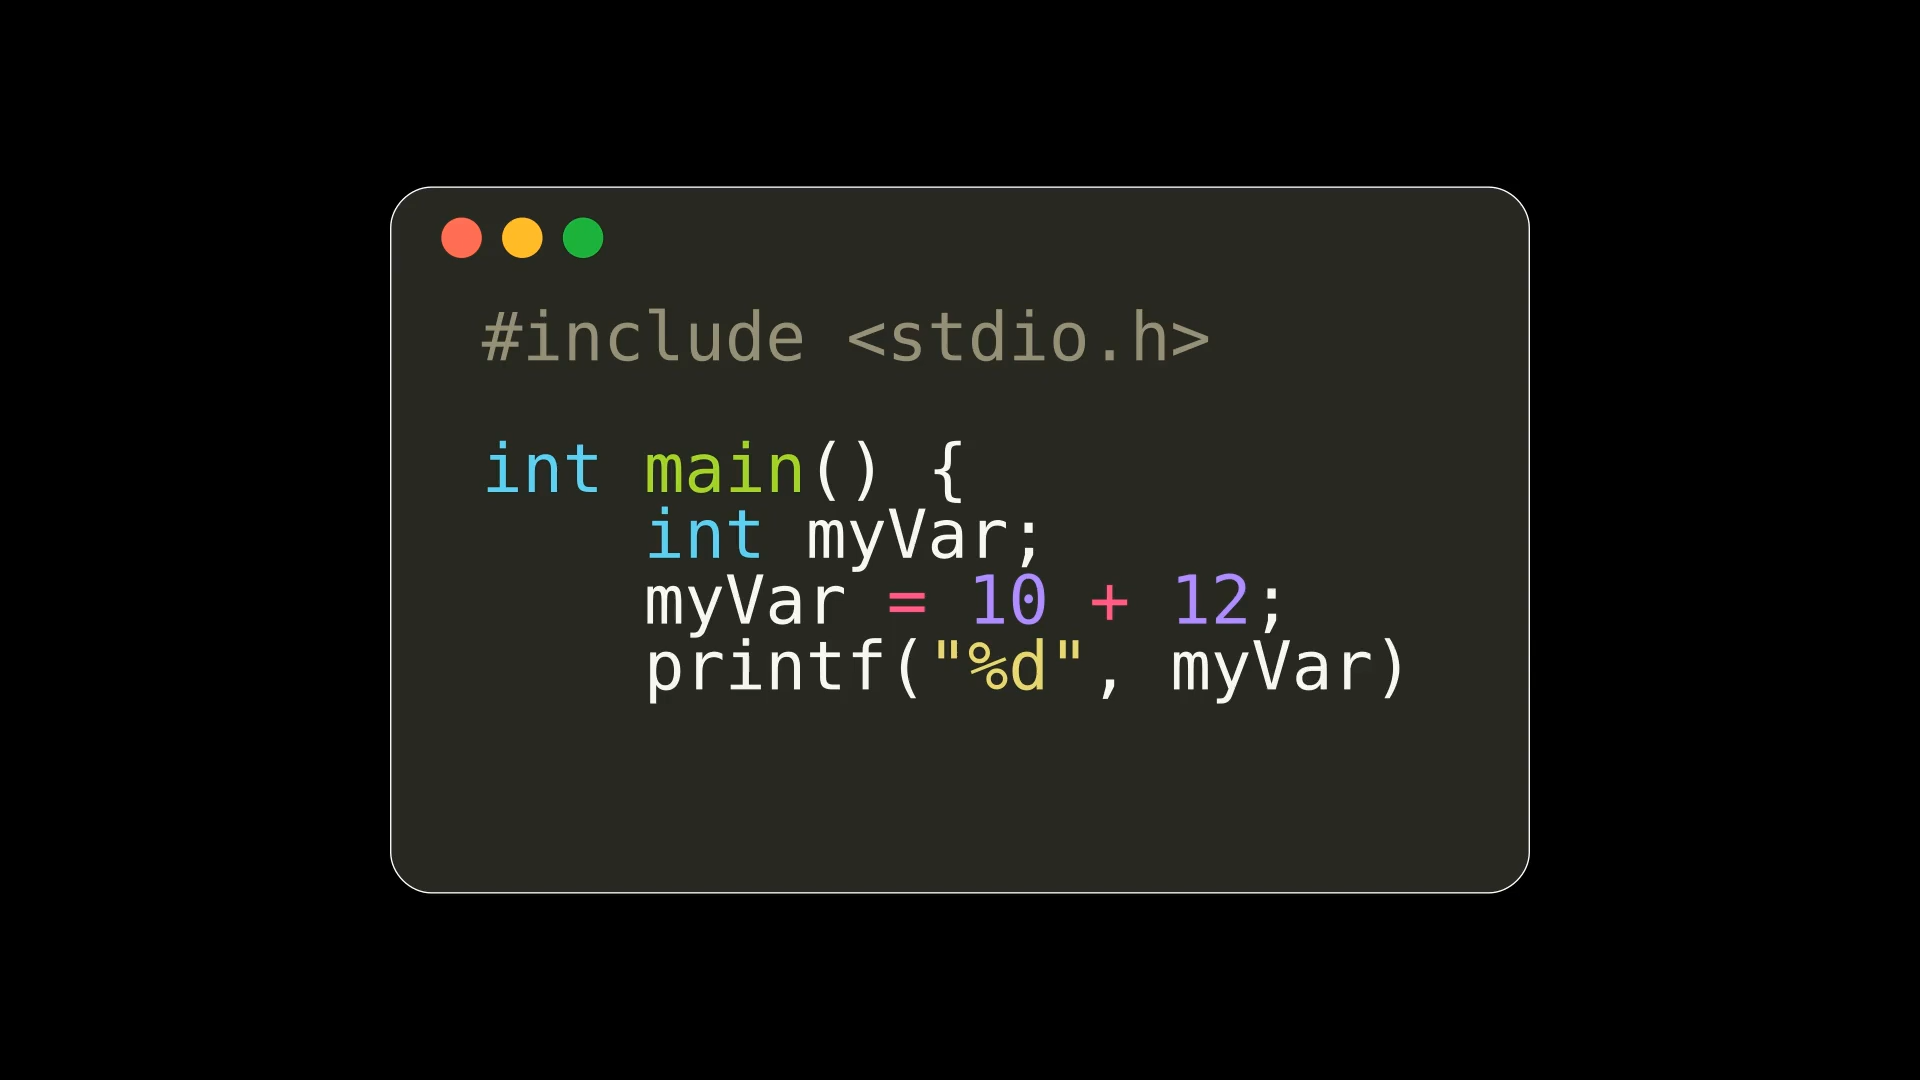 #include <stdio.h>
int main() {
int myVar;
myVar = 10 + 12;
printf("%d", myVar)